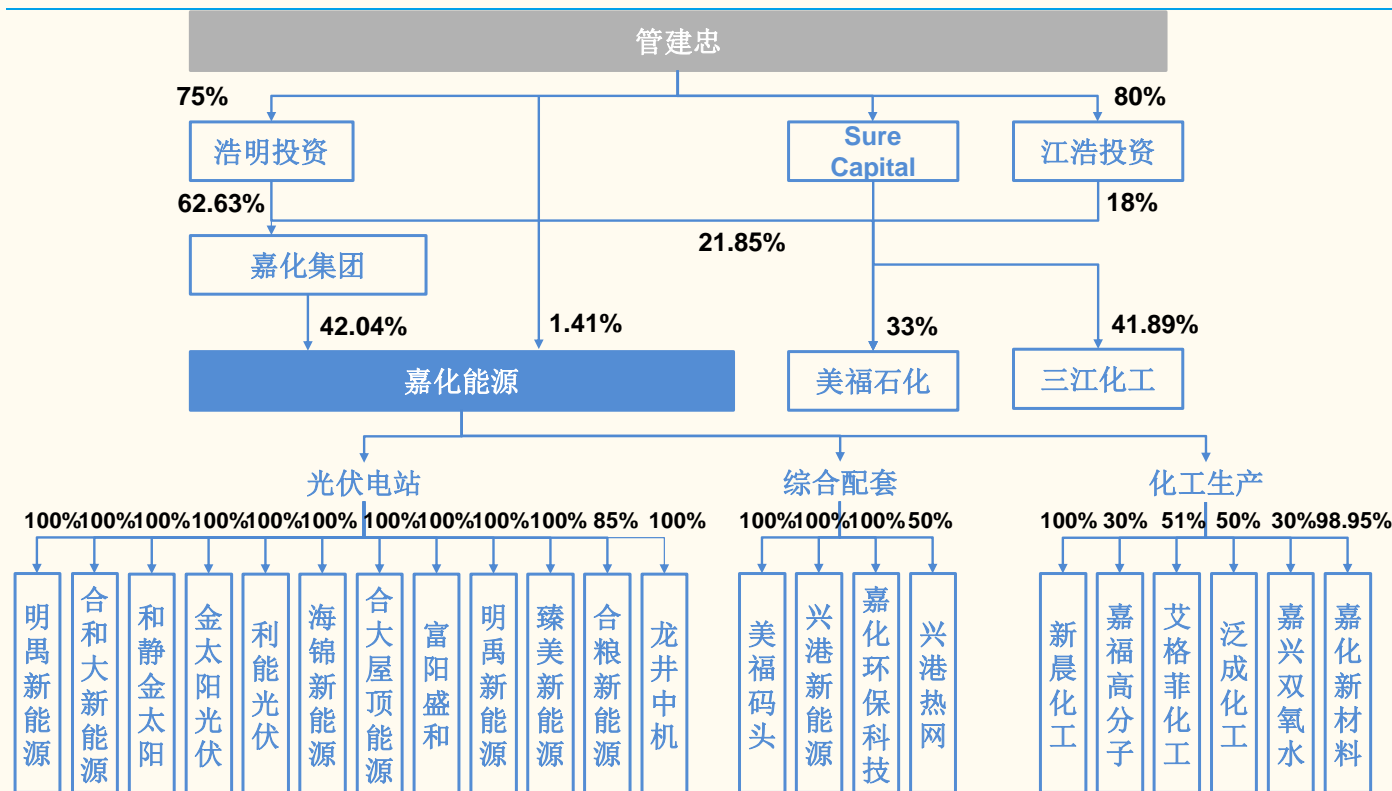 管建忠
75%
80%
浩明投资
Sure
Capital
江浩投资
62.63%
18%
21.85%
嘉化集团
42.04%
1.41%
33%
41.89%
嘉化能源
美福石化
三江化工
光伏电站
综合配套
化工生产
100% 100% 100% 100% 100% 100% 100% 100% 100% 100% 85% 100%
100% 100% 100% 50%
100% 30% 51% 50% 30% 98.95%
明禺新能源
合和大新能源
和静金太阳
金太阳光伏
利能光伏
海锦新能源
合大屋顶能源
富阳盛和
明禹新能源
臻美新能源
合粮新能源
龙井中机
美福码头
兴港新能源
嘉化环保科技
兴港热网
新晨化工
嘉福高分子
艾格菲化工
泛成化工
嘉兴双氧水
嘉化新材料